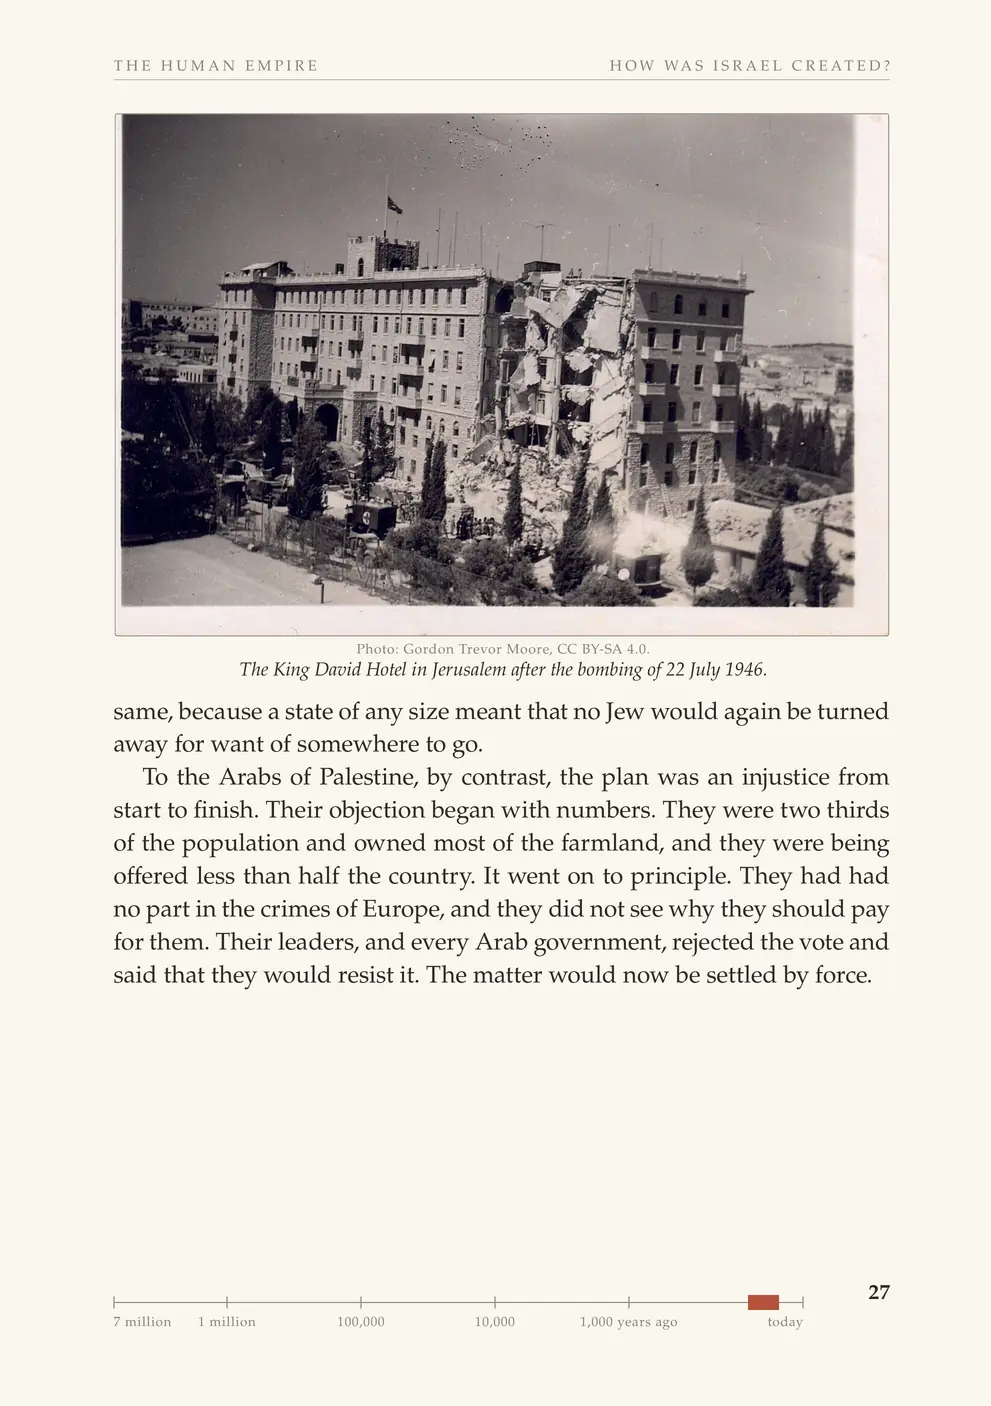 THE HUMAN EMPIRE
HOW WAS ISRAEL CREATED?
Photo: Gordon Trevor Moore, CC BY-SA 4.0.
The King David Hotel in Jerusalem after the bombing of 22 July 1946.
same, because a state of any size meant that no Jew would again be turned
away for want of somewhere to go.
To the Arabs of Palestine, by contrast, the plan was an injustice from
start to finish. Their objection began with numbers. They were two thirds
of the population and owned most of the farmland, and they were being
offered less than half the country. It went on to principle. They had had
no part in the crimes of Europe, and they did not see why they should pay
for them. Their leaders, and every Arab government, rejected the vote and
said that they would resist it. The matter would now be settled by force.
27
7 million 1 million 100,000 10,000 1,000 years ago today